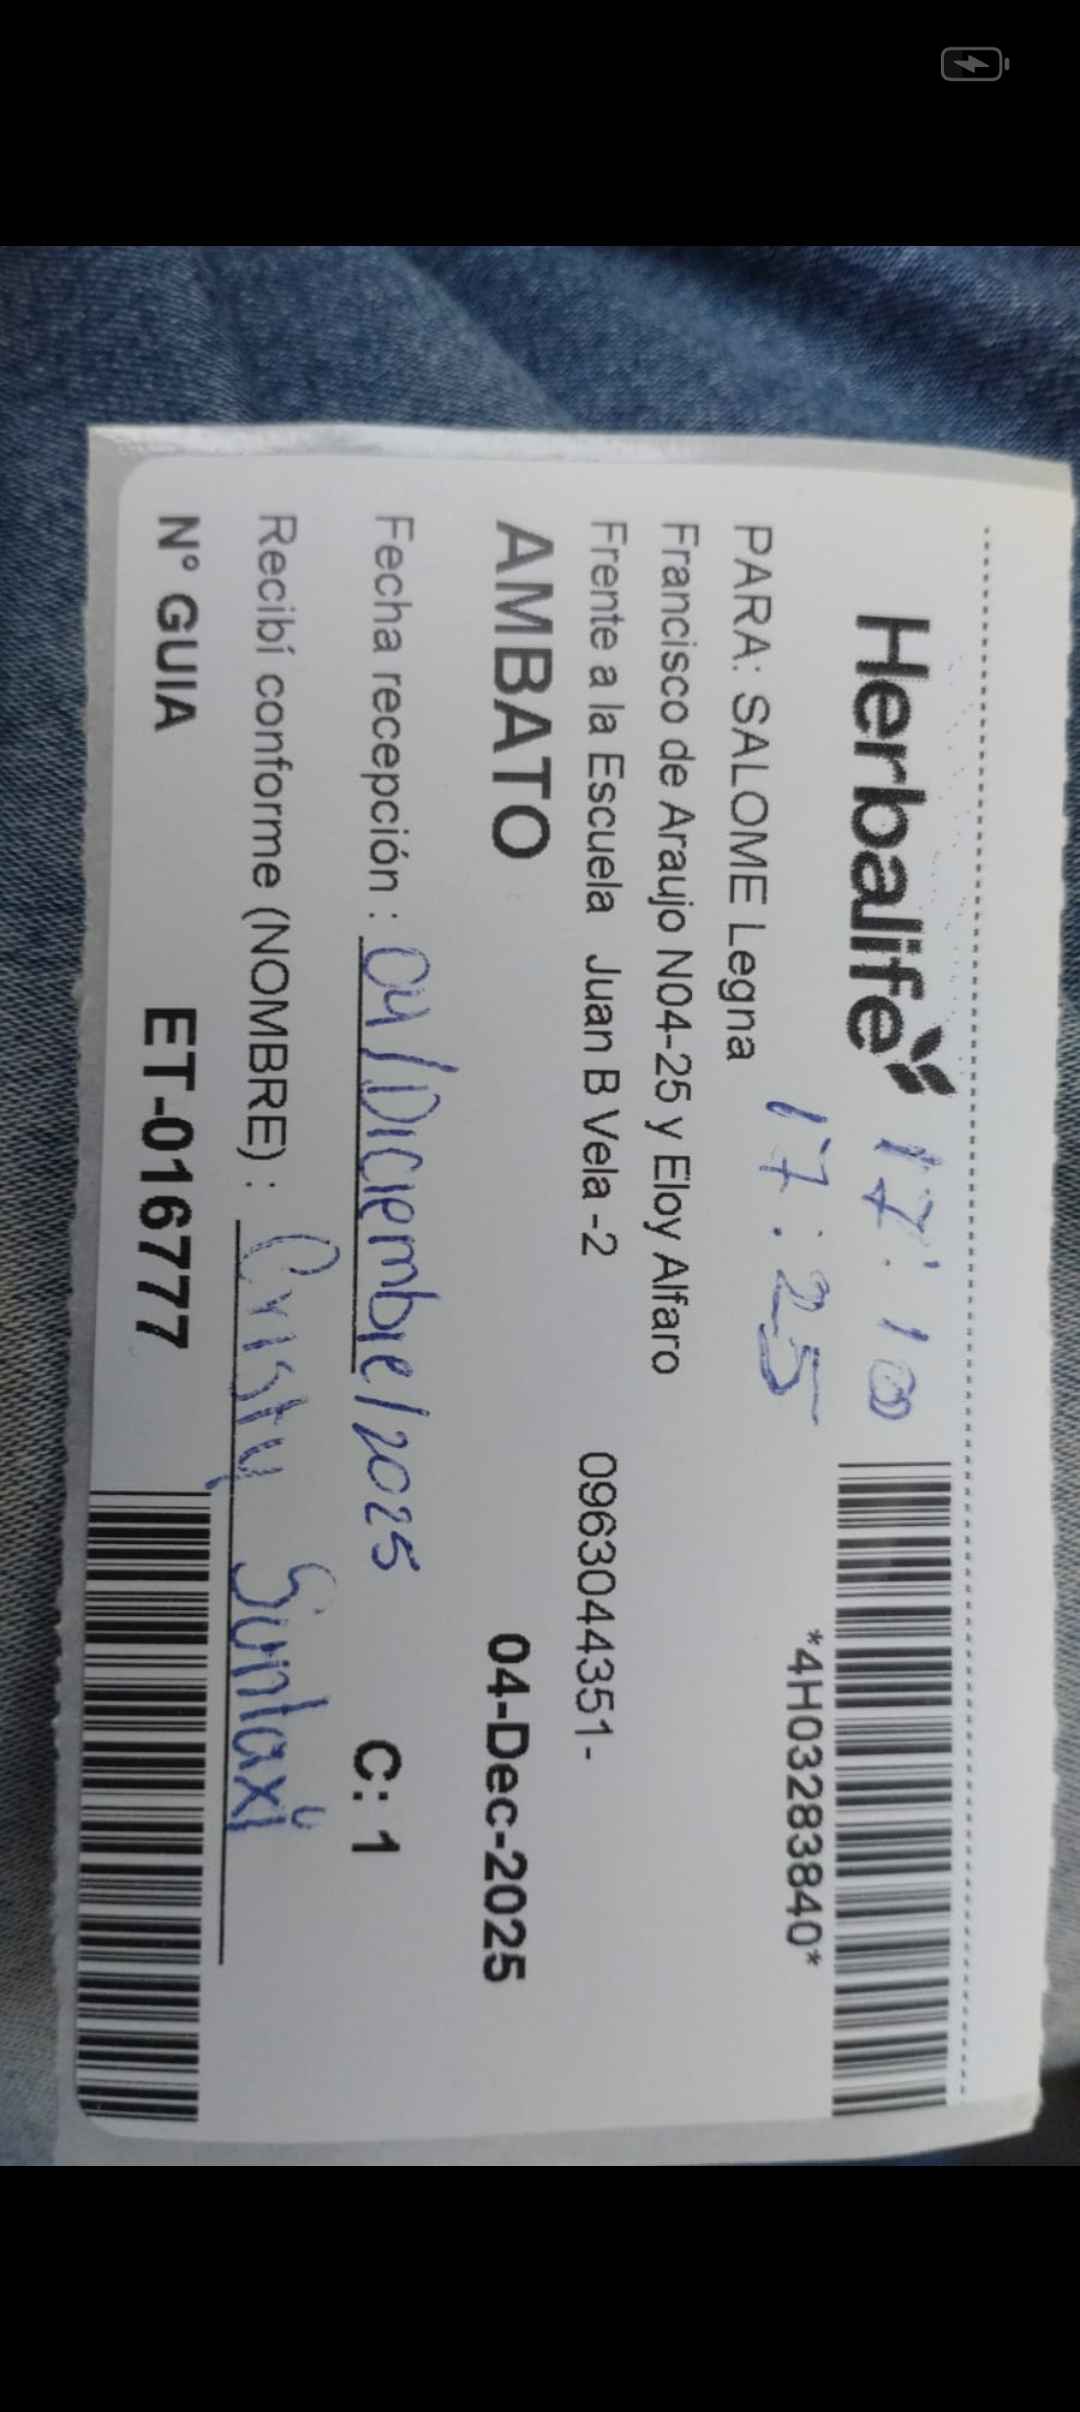 Herbalife 17:10
17:25
*4H03283840*
PARA: SALOME Legna
Francisco de Araujo N04-25 y Eloy Alfaro
Frente a la Escuela Juan B Vela -2 0963044351-
AMBATO 04-Dec-2025
Fecha recepción : 04/Diciembre/2025 C: 1
Recibí conforme (NOMBRE) : Cristy Suntaxi
N° GUIA ET-016777